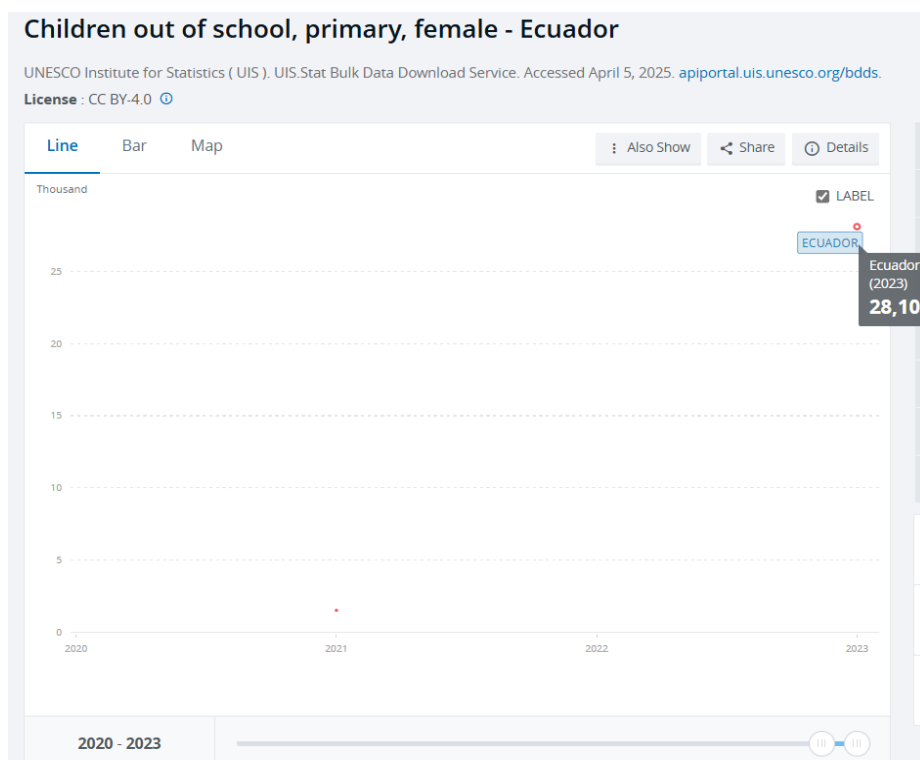 Children out of school, primary, female - Ecuador
UNESCO Institute for Statistics ( UIS ). UIS.Stat Bulk Data Download Service. Accessed April 5, 2025. apiportal.uis.unesco.org/bdds.
License : CC BY-4.0
Line Bar Map Also Show Share Details
Thousand
LABEL
ECUADOR
Ecuador
(2023)
28,10
25
20
15
10
5
0
2020 2021 2022 2023
2020 - 2023